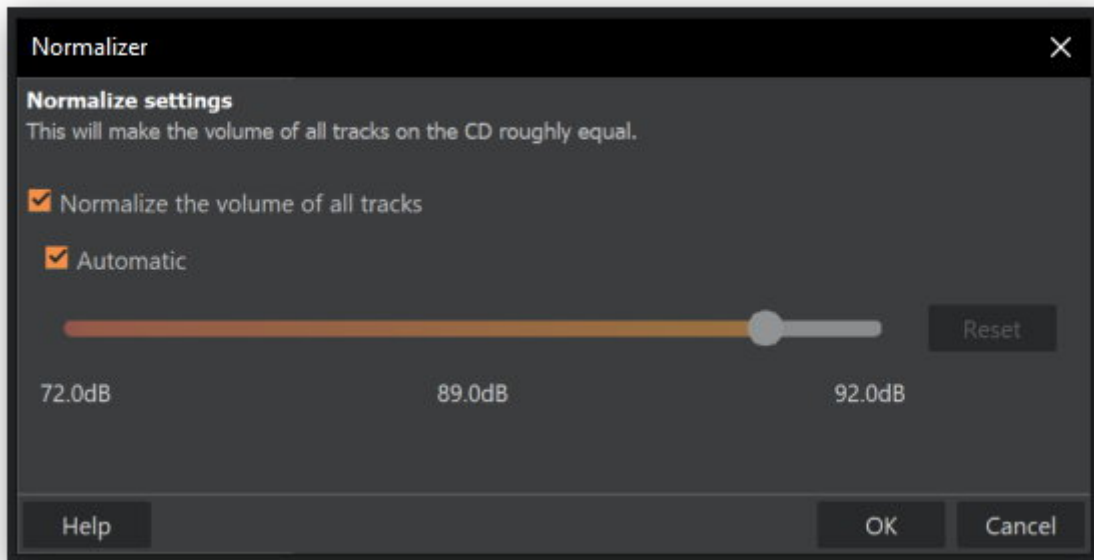 Normalizer
Normalize settings
This will make the volume of all tracks on the CD roughly equal.
Normalize the volume of all tracks
Automatic
Reset
72.0dB 89.0dB 92.0dB
Help OK Cancel